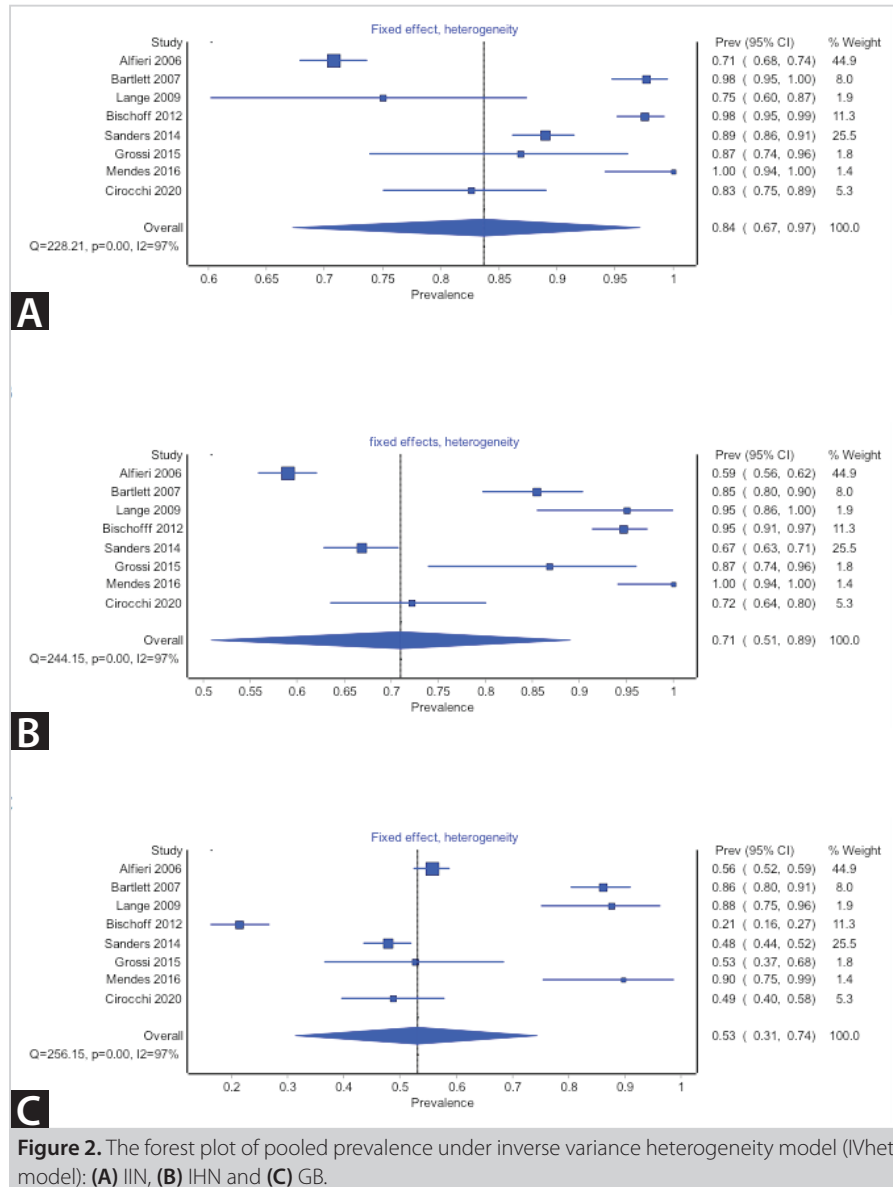 Fixed effect, heterogeneity
Study Prev (95% CI) % Weight
Alfieri 2006 0.71 ( 0.68, 0.74) 44.9
Bartlett 2007 0.98 ( 0.95, 1.00) 8.0
Lange 2009 0.75 ( 0.60, 0.87) 1.9
Bischoff 2012 0.98 ( 0.95, 0.99) 11.3
Sanders 2014 0.89 ( 0.86, 0.91) 25.5
Grossi 2015 0.87 ( 0.74, 0.96) 1.8
Mendes 2016 1.00 ( 0.94, 1.00) 1.4
Cirocchi 2020 0.83 ( 0.75, 0.89) 5.3
Overall 0.84 ( 0.67, 0.97) 100.0
Q=228.21, p=0.00, I2=97%
0.6 0.65 0.7 0.75 0.8 0.85 0.9 0.95 1
Prevalence
A
fixed effects, heterogeneity
Study Prev (95% CI) % Weight
Alfieri 2006 0.59 ( 0.56, 0.62) 44.9
Bartlett 2007 0.85 ( 0.80, 0.90) 8.0
Lange 2009 0.95 ( 0.86, 1.00) 1.9
Bischofff 2012 0.95 ( 0.91, 0.97) 11.3
Sanders 2014 0.67 ( 0.63, 0.71) 25.5
Grossi 2015 0.87 ( 0.74, 0.96) 1.8
Mendes 2016 1.00 ( 0.94, 1.00) 1.4
Cirocchi 2020 0.72 ( 0.64, 0.80) 5.3
Overall 0.71 ( 0.51, 0.89) 100.0
Q=244.15, p=0.00, I2=97%
0.5 0.55 0.6 0.65 0.7 0.75 0.8 0.85 0.9 0.95 1
Prevalence
B
Fixed effect, heterogeneity
Study Prev (95% CI) % Weight
Alfieri 2006 0.56 ( 0.52, 0.59) 44.9
Bartlett 2007 0.86 ( 0.80, 0.91) 8.0
Lange 2009 0.88 ( 0.75, 0.96) 1.9
Bischoff 2012 0.21 ( 0.16, 0.27) 11.3
Sanders 2014 0.48 ( 0.44, 0.52) 25.5
Grossi 2015 0.53 ( 0.37, 0.68) 1.8
Mendes 2016 0.90 ( 0.75, 0.99) 1.4
Cirocchi 2020 0.49 ( 0.40, 0.58) 5.3
Overall 0.53 ( 0.31, 0.74) 100.0
Q=256.15, p=0.00, I2=97%
0.2 0.3 0.4 0.5 0.6 0.7 0.8 0.9 1
Prevalence
C
Figure 2. The forest plot of pooled prevalence under inverse variance heterogeneity model (IVhet
model): (A) IIN, (B) IHN and (C) GB.